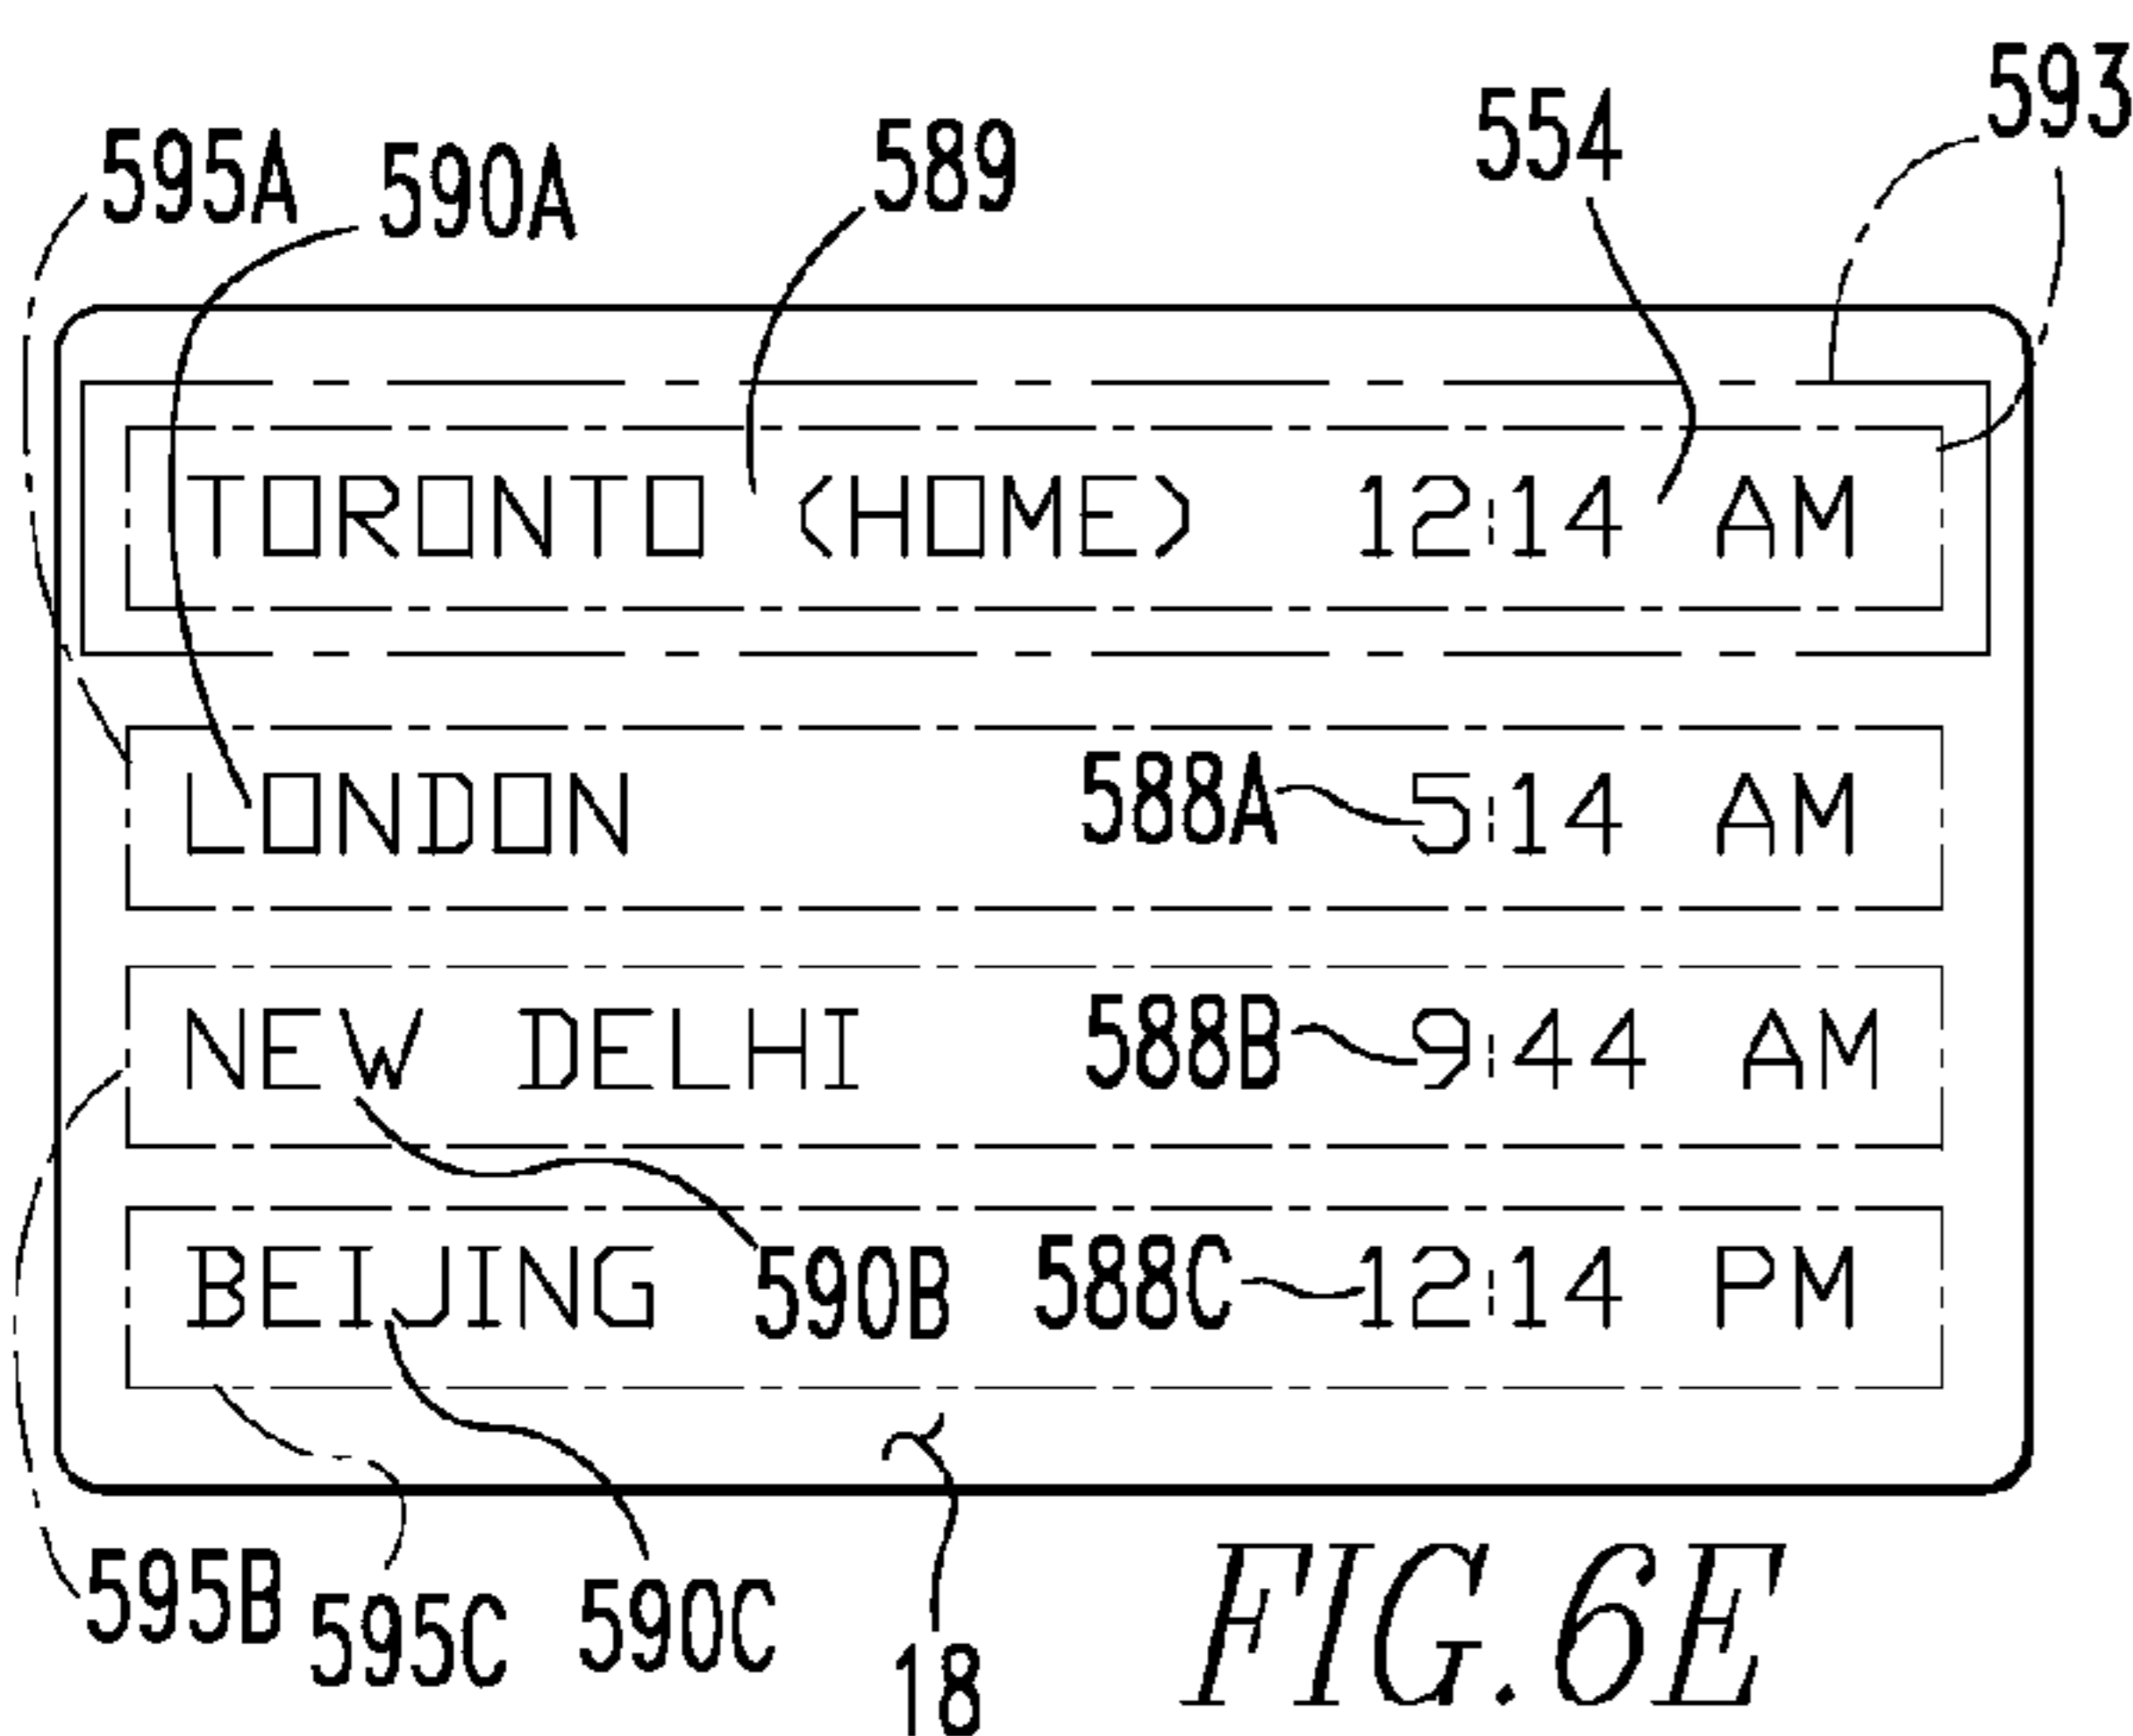 593
554
589
595A 590A
TORONTO (HOME) 12:14 AM
LONDON 588A 5:14 AM
NEW DELHI 588B 9:44 AM
BEIJING 590B 588C 12:14 PM
595B 595C 590C
18
FIG. 6E